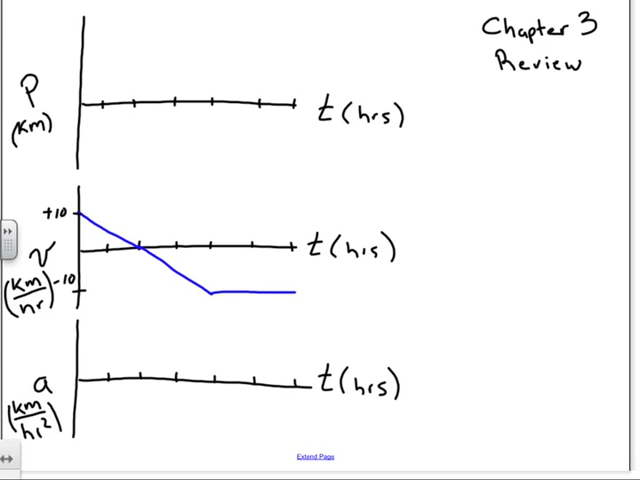 Chapter 3
Review
P
(Km)
t (hrs)
+10
v
(km/hr)
-10
t (hrs)
a
(km/hr²)
t (hrs)
Extend Page